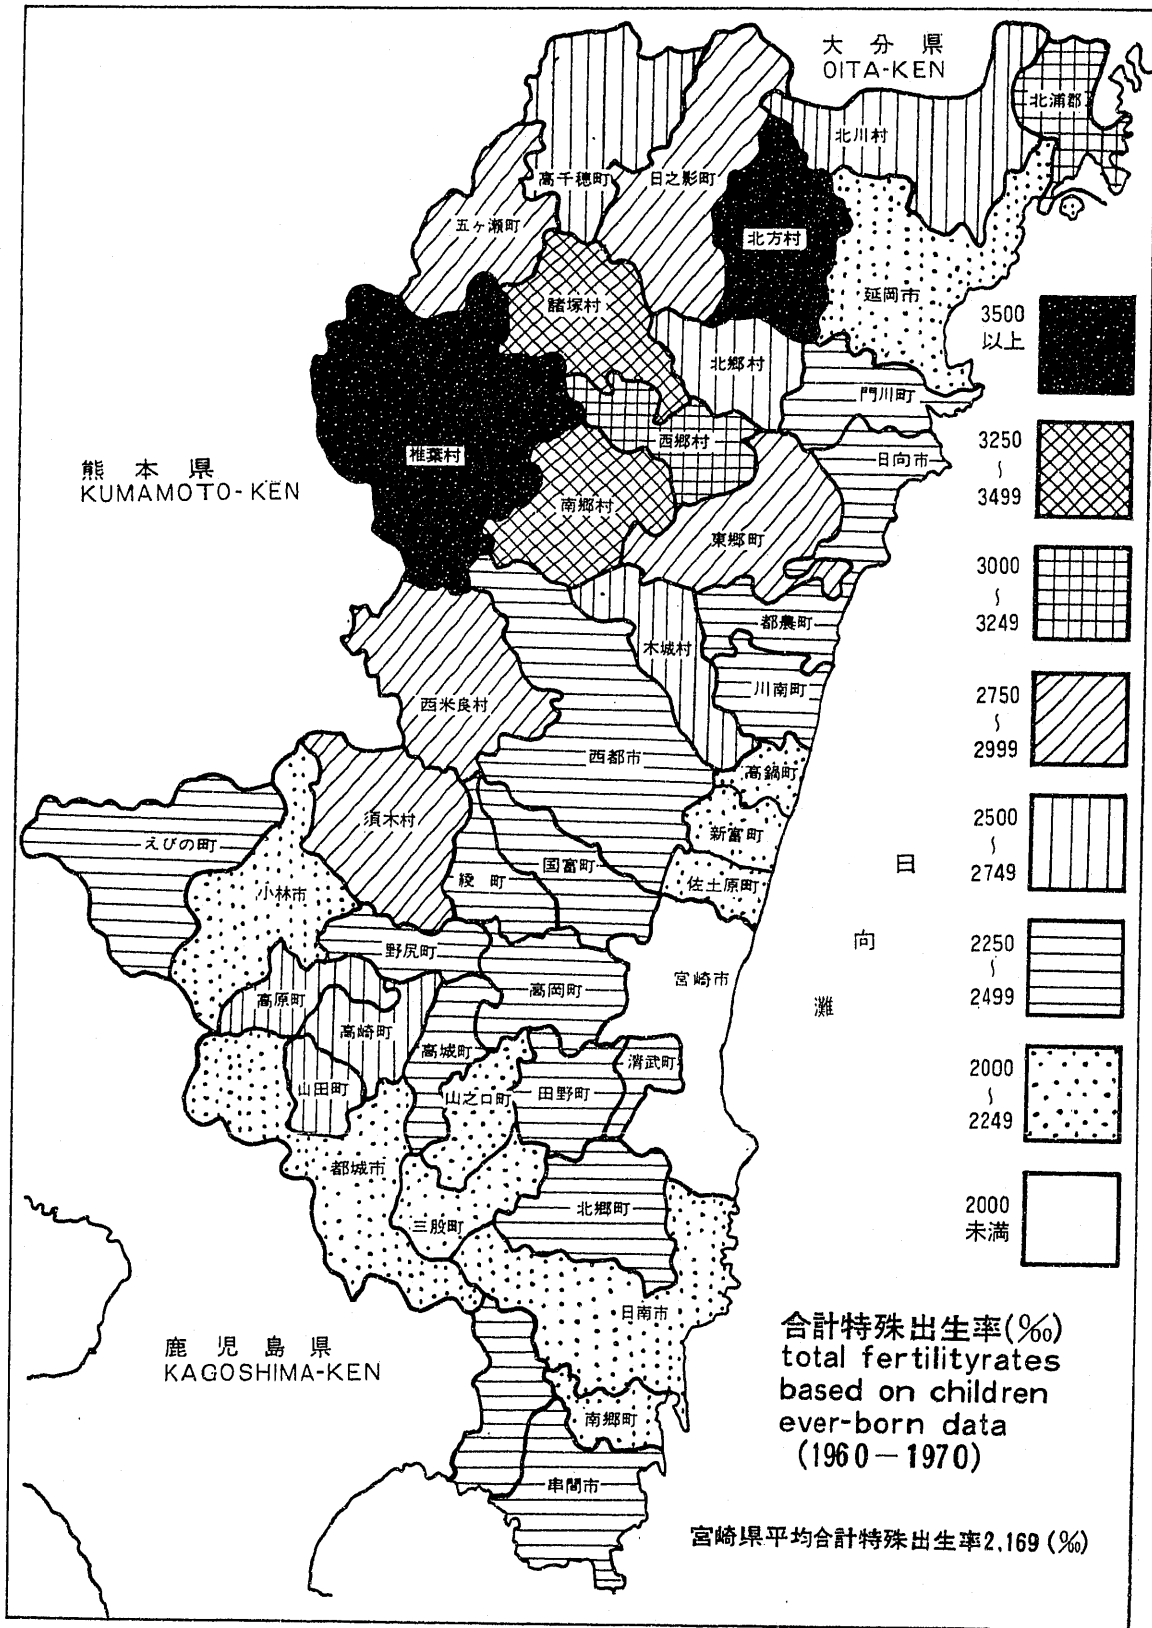 大分県
OITA-KEN
北浦郡
北川村
高千穂町
日之影町
五ヶ瀬町
北方村
延岡市
諸塚村
北郷村
門川町
椎葉村
西郷村
日向市
熊本県
KUMAMOTO-KEN
南郷村
東郷町
都農町
木城村
川南町
西米良村
西都市
高鍋町
須木村
新富町
えびの町
国富町
綾町
佐土原町
小林市
野尻町
宮崎市
高岡町
高原町
高崎町
高城町
清武町
山田町
山之口町
田野町
都城市
北郷町
三股町
日南市
南郷町
串間市
日
向
灘
鹿児島県
KAGOSHIMA-KEN
3500
以上
3250
~
3499
3000
~
3249
2750
~
2999
2500
~
2749
2250
~
2499
2000
~
2249
2000
未満
合計特殊出生率(‰)
total fertilityrates
based on children
ever-born data
(1960-1970)
宮崎県平均合計特殊出生率2.169(‰)